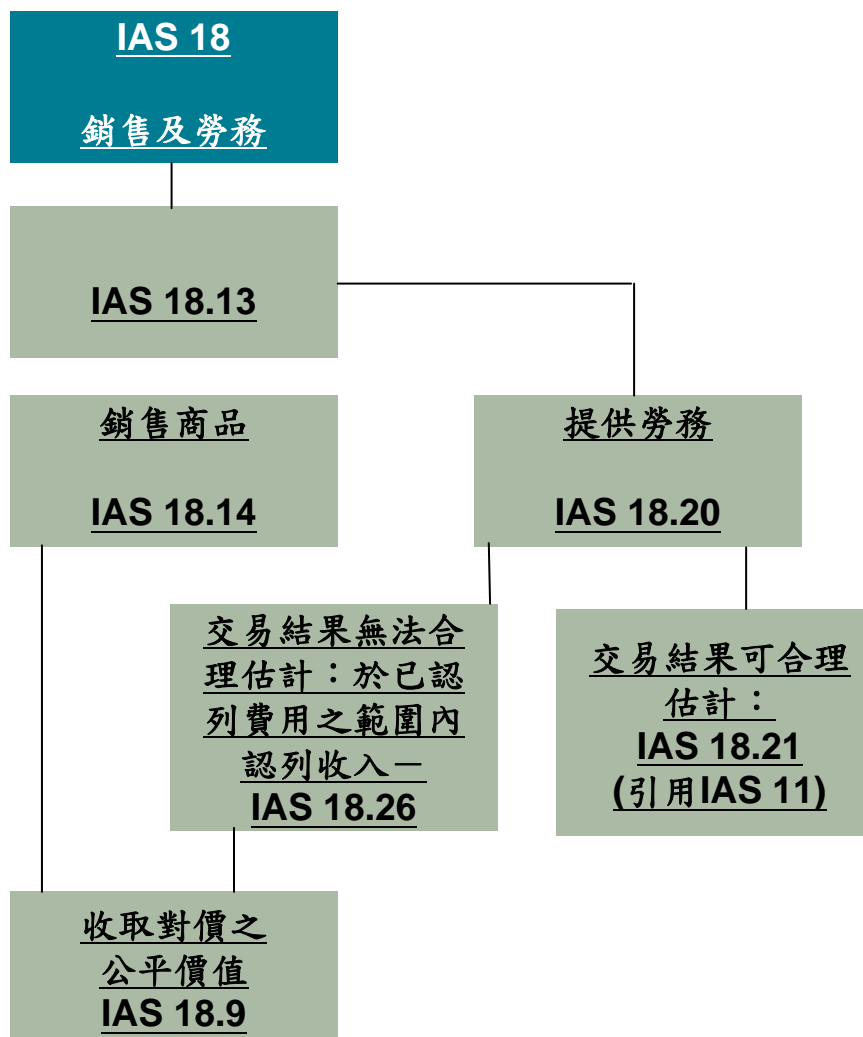 IAS 18
銷售及勞務
IAS 18.13
銷售商品
IAS 18.14
提供勞務
IAS 18.20
交易結果無法合
理估計：於已認
列費用之範圍內
認列收入－
IAS 18.26
交易結果可合理
估計：
IAS 18.21
(引用IAS 11)
收取對價之
公平價值
IAS 18.9